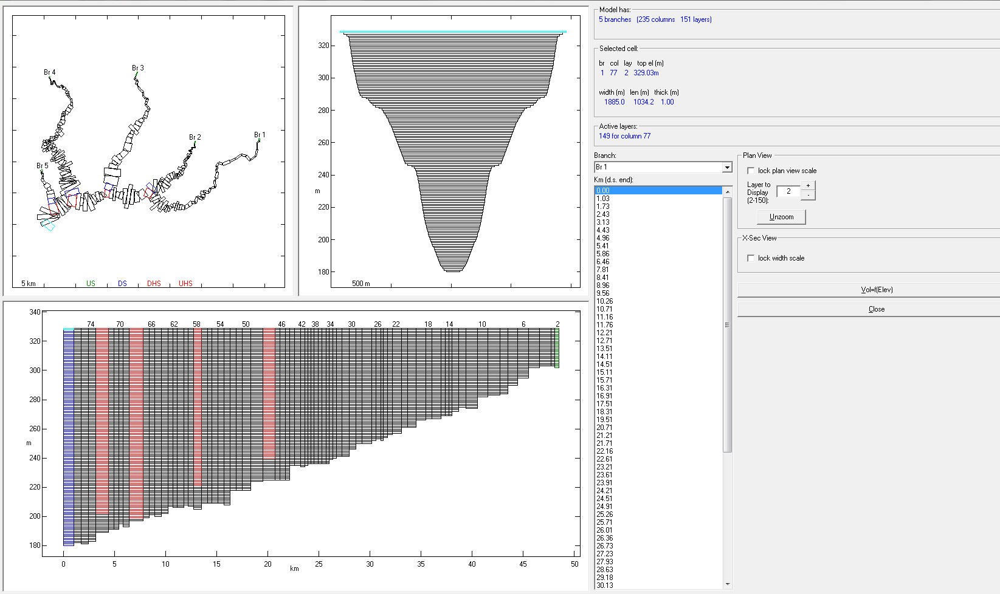 Br 4
Br 3
Br 2
Br 1
Br 5
5 km
US
DS
DHS
UHS
320
300
280
260
240
m
220
200
180
500 m
340
74
70
66
62
58
54
50
46
42
38
34
30
26
22
18
14
10
6
2
320
300
280
260
m
240
220
200
180
0
5
10
15
20
25
30
35
40
45
50
km
Model has:
5 branches (235 columns 151 layers)
Selected cell:
br col lay top el (m)
1 77 2 329.03m
width (m) len (m) thick (m)
1885.0 1034.2 1.00
Active layers:
149 for column 77
Branch:
Br 1
Km (d.s. end):
0.00
1.03
1.73
2.43
3.13
4.43
4.96
5.41
5.86
6.46
7.81
8.41
8.96
9.56
10.26
10.71
11.16
11.76
12.21
12.71
13.51
14.11
14.51
15.11
15.71
16.31
16.91
17.51
18.31
19.51
20.71
21.21
21.71
22.16
22.61
23.21
23.61
23.91
24.21
24.51
24.91
25.26
25.71
26.01
26.36
26.73
27.23
27.93
28.63
29.18
30.13
Plan View
lock plan view scale
Layer to
Display
(2-150):
2
+
-
Unzoom
X-Sec View
lock width scale
Vol=f(Elev)
Close